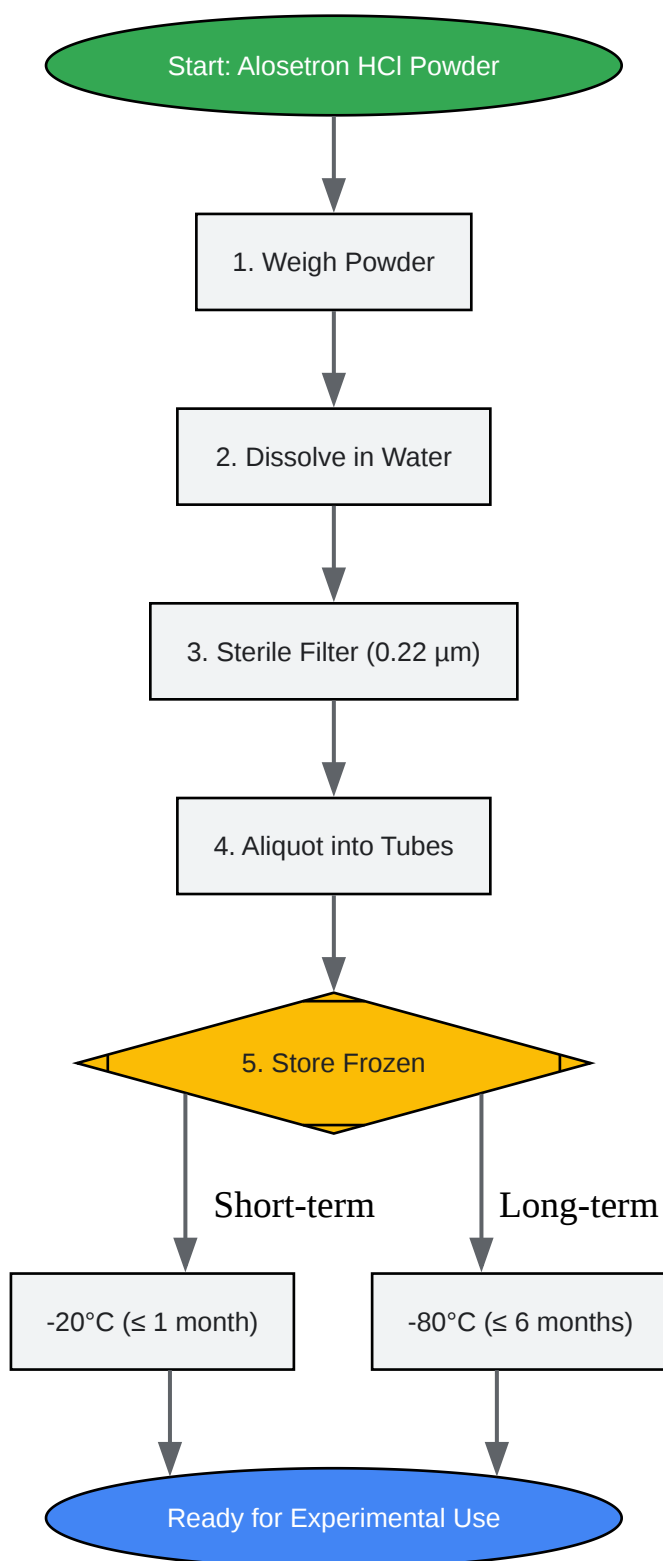 Start: Alosetron HCl Powder
1. Weigh Powder
2. Dissolve in Water
3. Sterile Filter (0.22 µm)
4. Aliquot into Tubes
5. Store Frozen
Short-term
Long-term
-20°C (≤ 1 month)
-80°C (≤ 6 months)
Ready for Experimental Use